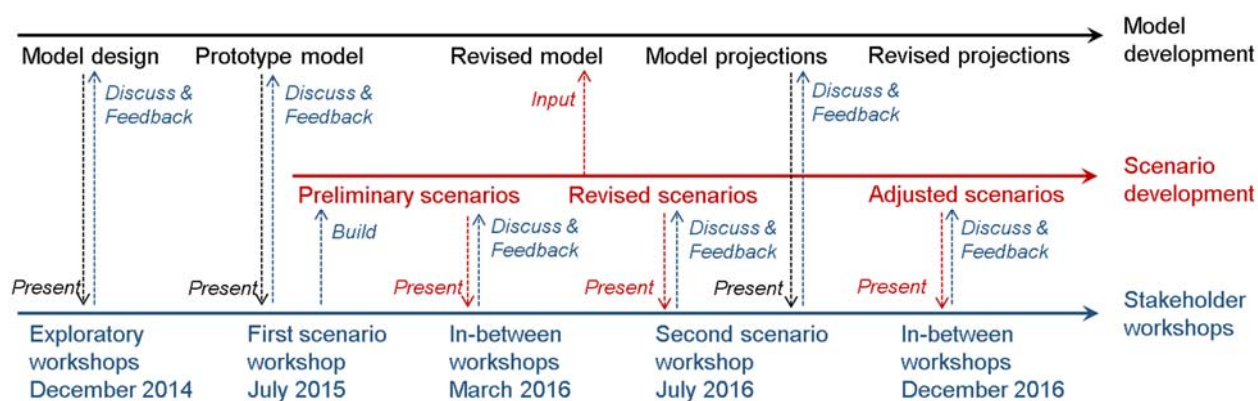 Model design
Prototype model
Revised model
Model projections
Revised projections
Model
development
Discuss &
Feedback
Discuss &
Feedback
Input
Discuss &
Feedback
Scenario
development
Preliminary scenarios
Revised scenarios
Adjusted scenarios
Build
Discuss &
Feedback
Discuss &
Feedback
Discuss &
Feedback
Present
Present
Present
Present
Present
Present
Stakeholder
workshops
Exploratory
workshops
December 2014
First scenario
workshop
July 2015
In-between
workshops
March 2016
Second scenario
workshop
July 2016
In-between
workshops
December 2016